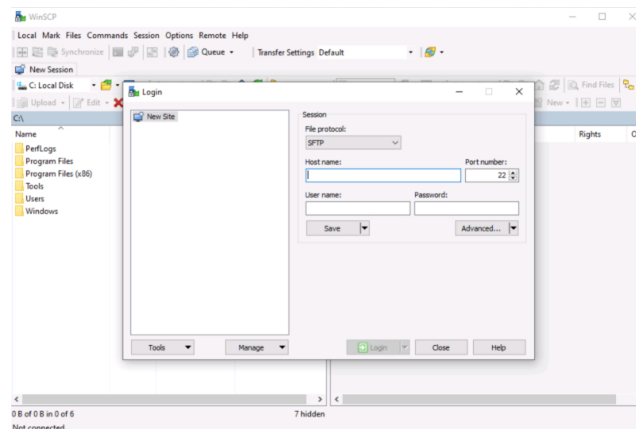 WinSCP
Local Mark Files Commands Session Options Remote Help
Synchronize Queue Transfer Settings Default
New Session
C: Local Disk Find Files
Upload Edit New
C:\
Name Rights
PerfLogs
Program Files
Program Files (x86)
Tools
Users
Windows
Login
New Site
Session
File protocol:
SFTP
Host name: Port number:
22
User name: Password:
Save Advanced...
Tools Manage Login Close Help
0 B of 0 B in 0 of 6 7 hidden
Not connected.